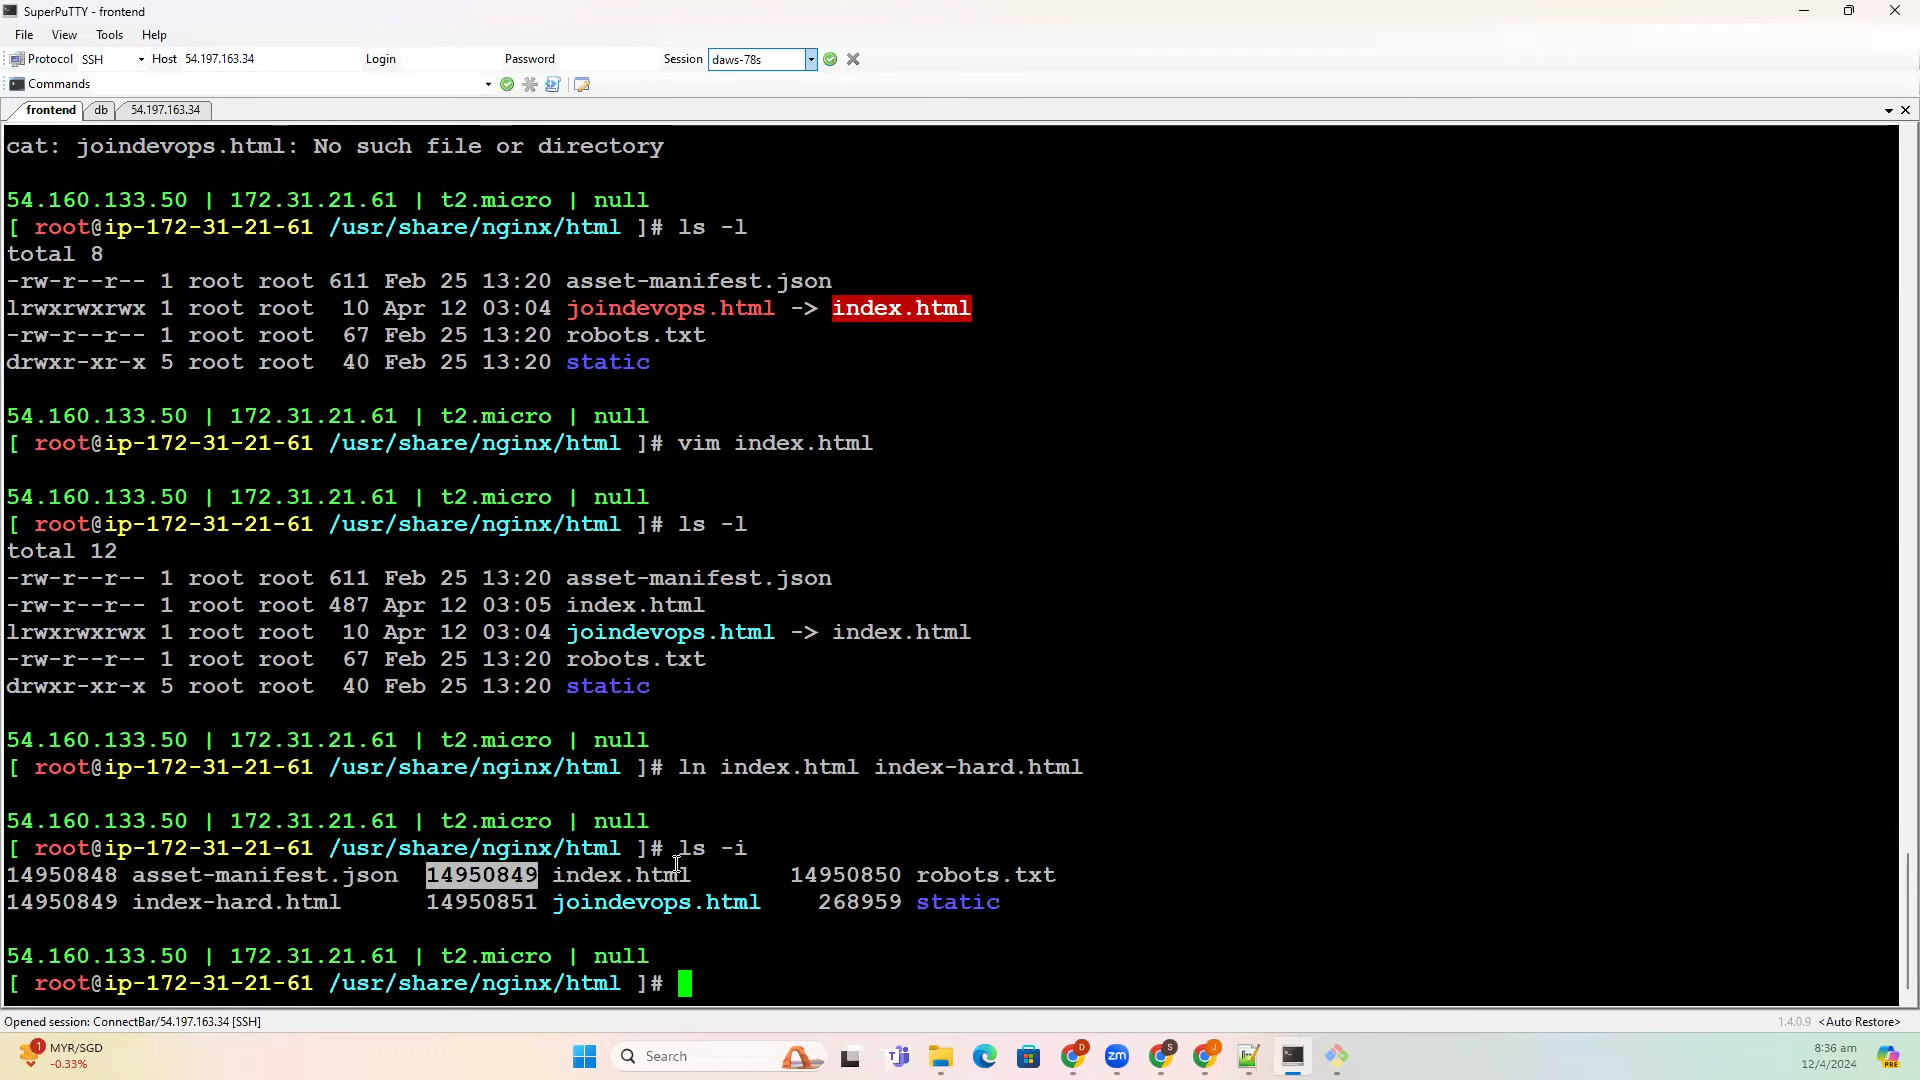 SuperPuTTY - frontend
File View Tools Help
Protocol SSH Host 54.197.163.34 Login Password Session daws-78s
Commands
frontend db 54.197.163.34
cat: joindevops.html: No such file or directory
54.160.133.50 | 172.31.21.61 | t2.micro | null
[ root@ip-172-31-21-61 /usr/share/nginx/html ]# ls -l
total 8
-rw-r--r-- 1 root root 611 Feb 25 13:20 asset-manifest.json
lrwxrwxrwx 1 root root  10 Apr 12 03:04 joindevops.html -> index.html
-rw-r--r-- 1 root root  67 Feb 25 13:20 robots.txt
drwxr-xr-x 5 root root  40 Feb 25 13:20 static
54.160.133.50 | 172.31.21.61 | t2.micro | null
[ root@ip-172-31-21-61 /usr/share/nginx/html ]# vim index.html
54.160.133.50 | 172.31.21.61 | t2.micro | null
[ root@ip-172-31-21-61 /usr/share/nginx/html ]# ls -l
total 12
-rw-r--r-- 1 root root 611 Feb 25 13:20 asset-manifest.json
-rw-r--r-- 1 root root 487 Apr 12 03:05 index.html
lrwxrwxrwx 1 root root  10 Apr 12 03:04 joindevops.html -> index.html
-rw-r--r-- 1 root root  67 Feb 25 13:20 robots.txt
drwxr-xr-x 5 root root  40 Feb 25 13:20 static
54.160.133.50 | 172.31.21.61 | t2.micro | null
[ root@ip-172-31-21-61 /usr/share/nginx/html ]# ln index.html index-hard.html
54.160.133.50 | 172.31.21.61 | t2.micro | null
[ root@ip-172-31-21-61 /usr/share/nginx/html ]# ls -i
14950848 asset-manifest.json  14950849 index.html       14950850 robots.txt
14950849 index-hard.html      14950851 joindevops.html    268959 static
54.160.133.50 | 172.31.21.61 | t2.micro | null
[ root@ip-172-31-21-61 /usr/share/nginx/html ]#
Opened session: ConnectBar/54.197.163.34 [SSH] 1.4.0.9 <Auto Restore>
1 MYR/SGD
-0.33%
Search
8:36 am
12/4/2024